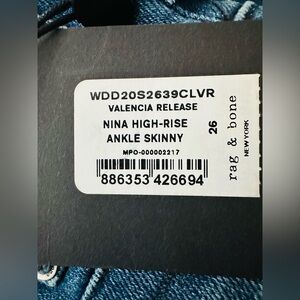 WDD20S2639CLVR
VALENCIA RELEASE
NINA HIGH-RISE
ANKLE SKINNY
MPO-000002217
886353 426694
26
rag & bone
NEW YORK